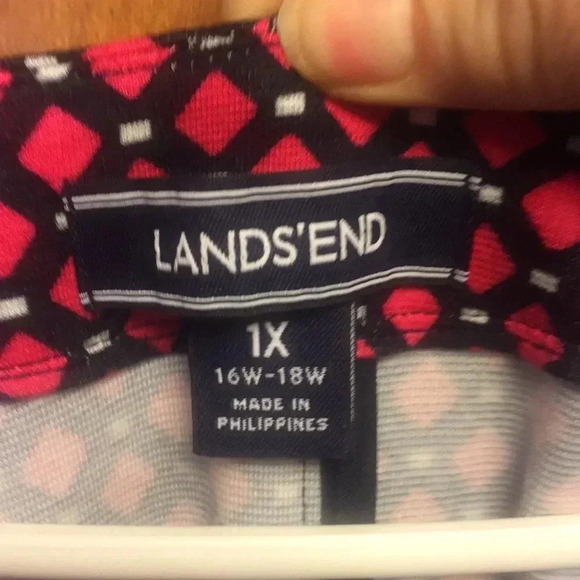 LANDS'END
1X
16W-18W
MADE IN
PHILIPPINES